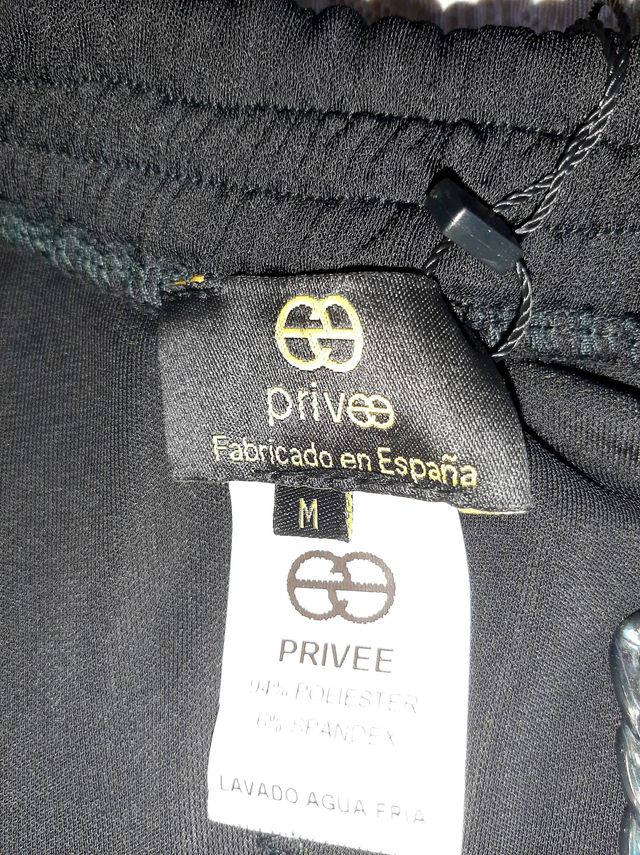 privee
Fabricado en España
M
PRIVEE
94% POLIESTER
6% SPANDEX
LAVADO AGUA FRIA